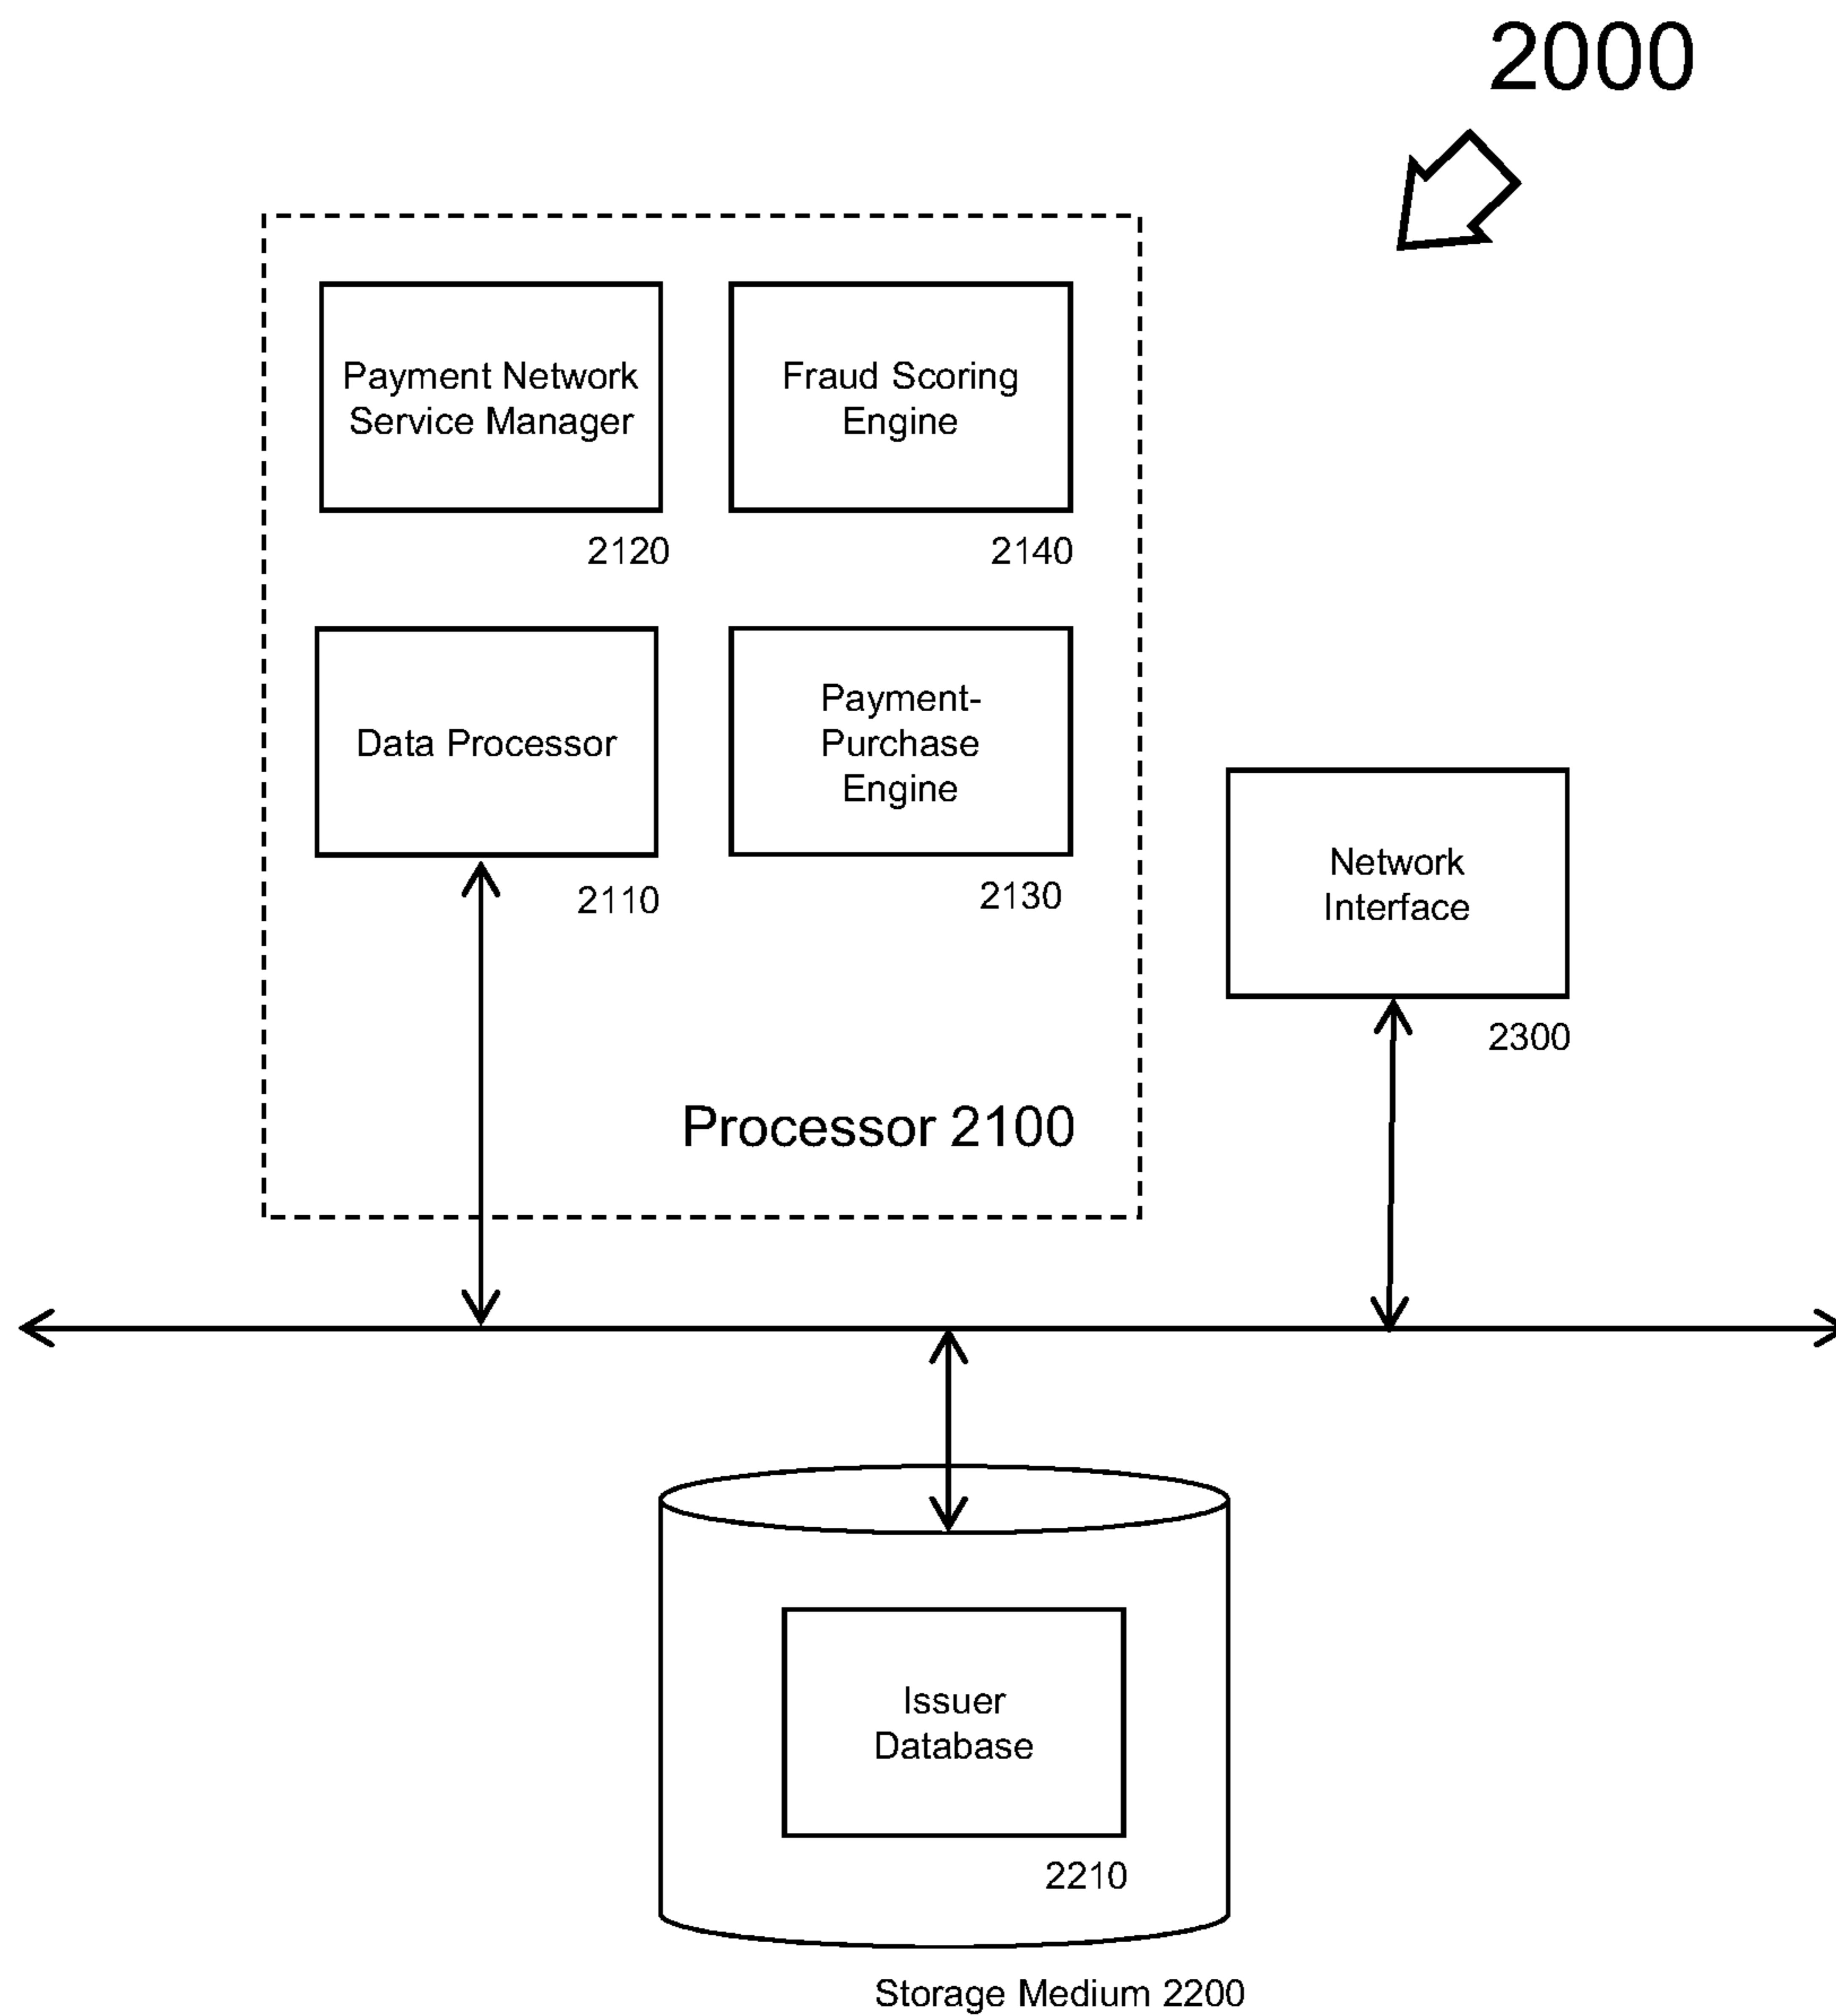 2000
Payment Network
Service Manager
2120
Fraud Scoring
Engine
2140
Data Processor
2110
Payment-
Purchase
Engine
2130
Network
Interface
2300
Processor 2100
Issuer
Database
2210
Storage Medium 2200